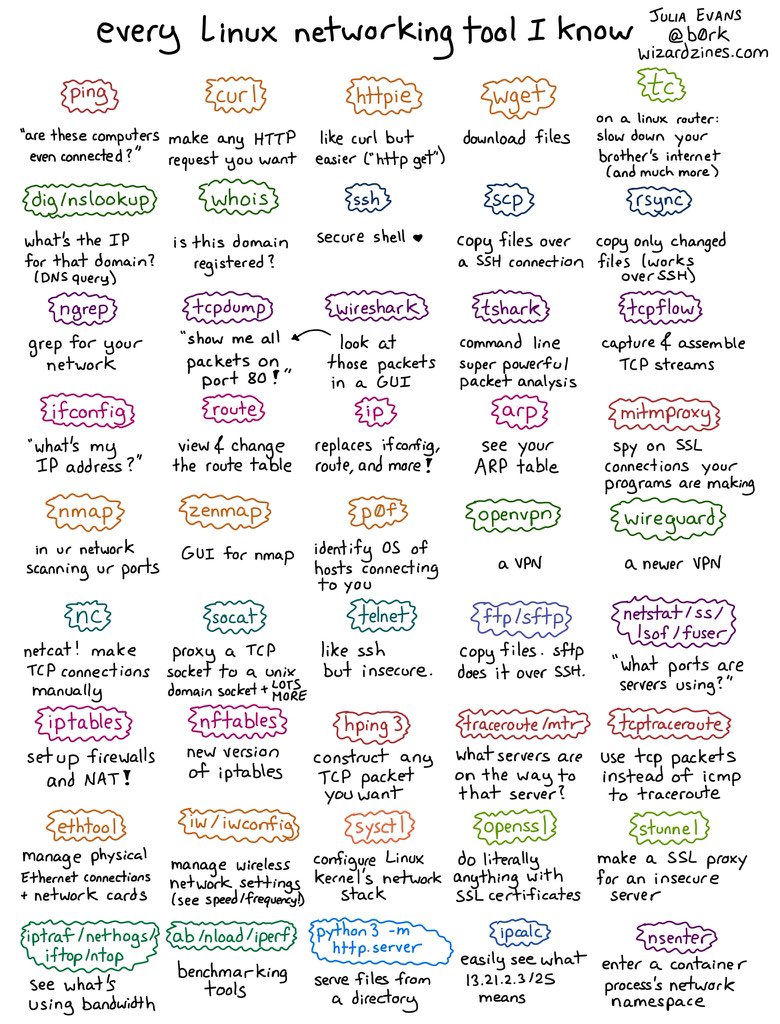 every Linux networking tool I know
JULIA EVANS
@b0rk
wizardzines.com
ping
"are these computers
even connected?"
curl
make any HTTP
request you want
httpie
like curl but
easier ("http get")
wget
download files
tc
on a linux router:
slow down your
brother's internet
(and much more)
dig/nslookup
what's the IP
for that domain?
(DNS query)
whois
is this domain
registered?
ssh
secure shell ♥
scp
copy files over
a SSH connection
rsync
copy only changed
files (works
over SSH)
ngrep
grep for your
network
tcpdump
"show me all
packets on
port 80!"
wireshark
look at
those packets
in a GUI
tshark
command line
super powerful
packet analysis
tcpflow
capture & assemble
TCP streams
ifconfig
"what's my
IP address?"
route
view & change
the route table
ip
replaces ifconfig,
route, and more!
arp
see your
ARP table
mitmproxy
spy on SSL
connections your
programs are making
nmap
in ur network
scanning ur ports
zenmap
GUI for nmap
p0f
identify OS of
hosts connecting
to you
openvpn
a VPN
wireguard
a newer VPN
nc
netcat! make
TCP connections
manually
socat
proxy a TCP
socket to a unix
domain socket + LOTS
MORE
telnet
like ssh
but insecure.
ftp/sftp
copy files. sftp
does it over SSH.
netstat/ss/
lsof/fuser
"what ports are
servers using?"
iptables
set up firewalls
and NAT!
nftables
new version
of iptables
hping3
construct any
TCP packet
you want
traceroute/mtr
what servers are
on the way to
that server?
tcptraceroute
use tcp packets
instead of icmp
to traceroute
ethtool
manage physical
Ethernet connections
+ network cards
iw/iwconfig
manage wireless
network settings
(see speed/frequency!)
sysctl
configure Linux
kernel's network
stack
openssl
do literally
anything with
SSL certificates
stunnel
make a SSL proxy
for an insecure
server
iptraf/nethogs/
iftop/ntop
see what's
using bandwidth
ab/nload/iperf
benchmarking
tools
python3 -m
http.server
serve files from
a directory
ipcalc
easily see what
13.21.2.3/25
means
nsenter
enter a container
process's network
namespace